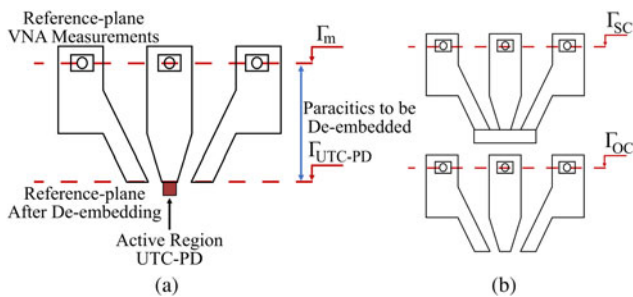 Reference-plane
VNA Measurements
Γm
Paracitics to be
De-embedded
ΓUTC-PD
Reference-plane
After De-embedding
Active Region
UTC-PD
(a)
ΓSC
ΓOC
(b)